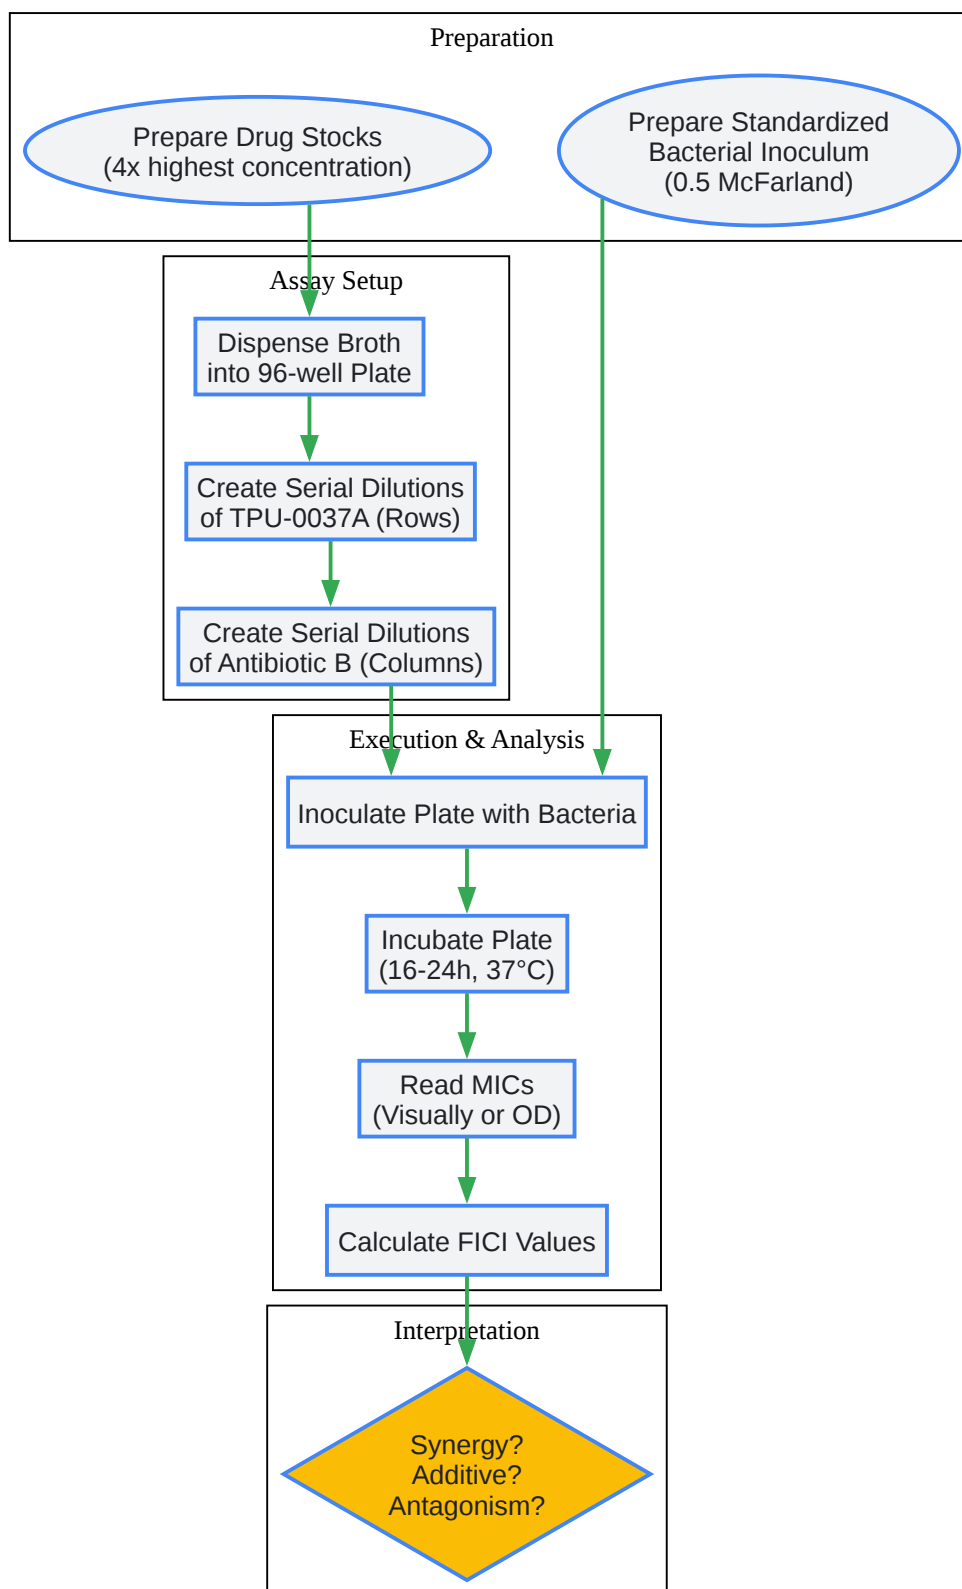 Preparation
Prepare Drug Stocks
(4x highest concentration)
Prepare Standardized
Bacterial Inoculum
(0.5 McFarland)
Assay Setup
Dispense Broth
into 96-well Plate
Create Serial Dilutions
of TPU-0037A (Rows)
Create Serial Dilutions
of Antibiotic B (Columns)
Execution & Analysis
Inoculate Plate with Bacteria
Incubate Plate
(16-24h, 37°C)
Read MICs
(Visually or OD)
Calculate FICI Values
Interpretation
Synergy?
Additive?
Antagonism?